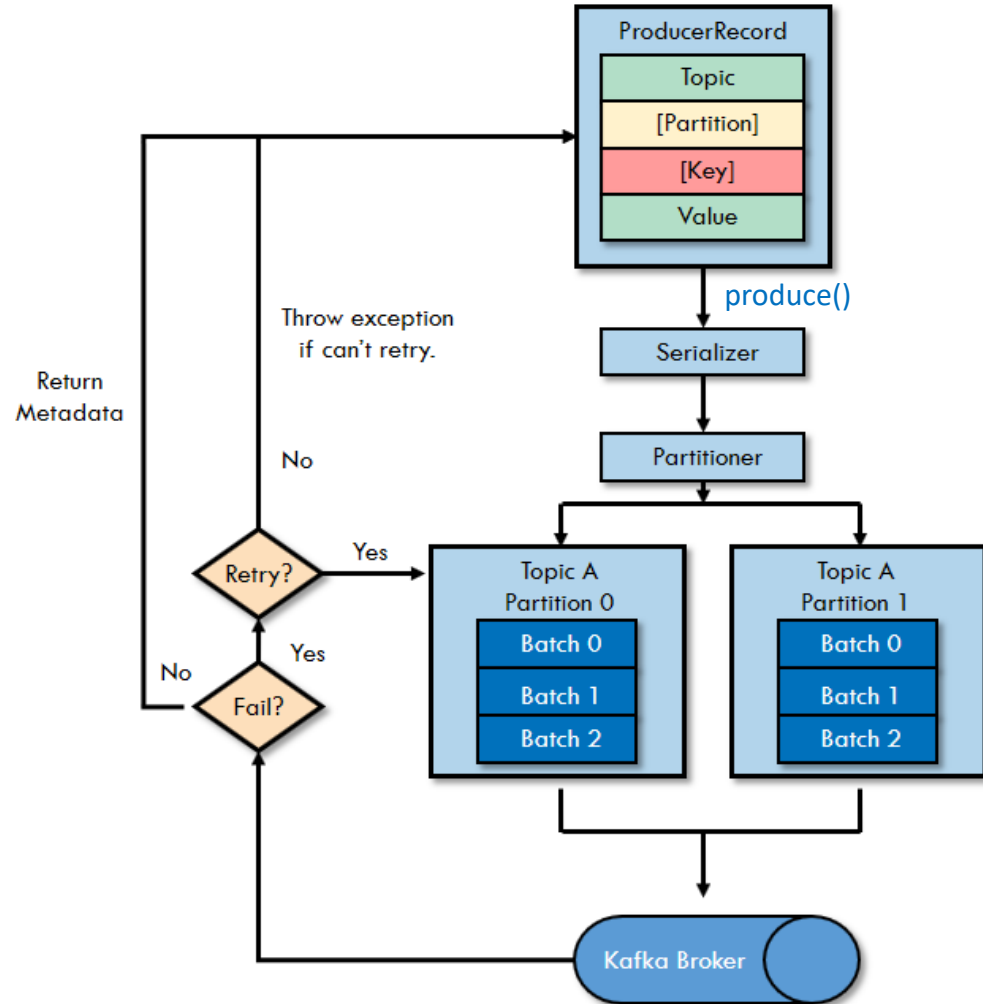 ProducerRecord
Topic
[Partition]
[Key]
Value
produce()
Throw exception
if can't retry.
Serializer
Return
Metadata
Partitioner
No
Retry?
Yes
Topic A
Partition 0
Batch 0
Batch 1
Batch 2
Topic A
Partition 1
Batch 0
Batch 1
Batch 2
Yes
No
Fail?
Kafka Broker